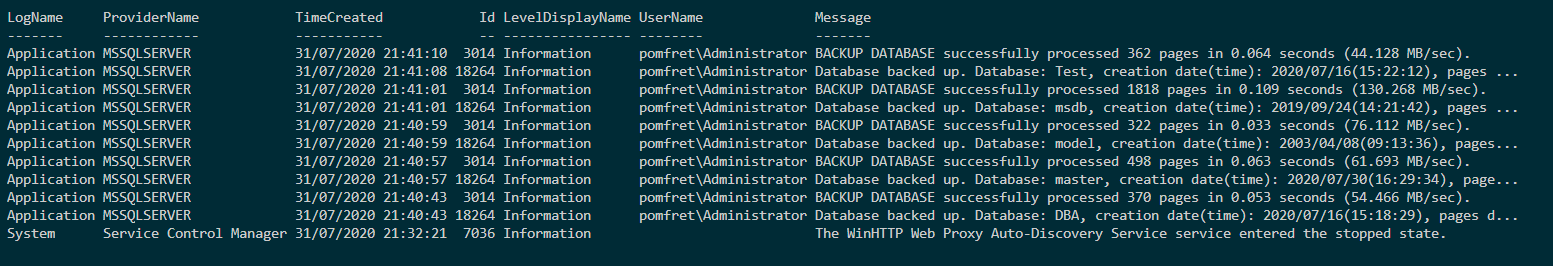 LogName     ProviderName            TimeCreated            Id LevelDisplayName UserName              Message
-------     ------------            -----------            -- ---------------- --------              -------
Application MSSQLSERVER             31/07/2020 21:41:10  3014 Information      pomfret\Administrator BACKUP DATABASE successfully processed 362 pages in 0.064 seconds (44.128 MB/sec).
Application MSSQLSERVER             31/07/2020 21:41:08 18264 Information      pomfret\Administrator Database backed up. Database: Test, creation date(time): 2020/07/16(15:22:12), pages ...
Application MSSQLSERVER             31/07/2020 21:41:01  3014 Information      pomfret\Administrator BACKUP DATABASE successfully processed 1818 pages in 0.109 seconds (130.268 MB/sec).
Application MSSQLSERVER             31/07/2020 21:41:01 18264 Information      pomfret\Administrator Database backed up. Database: msdb, creation date(time): 2019/09/24(14:21:42), pages ...
Application MSSQLSERVER             31/07/2020 21:40:59  3014 Information      pomfret\Administrator BACKUP DATABASE successfully processed 322 pages in 0.033 seconds (76.112 MB/sec).
Application MSSQLSERVER             31/07/2020 21:40:59 18264 Information      pomfret\Administrator Database backed up. Database: model, creation date(time): 2003/04/08(09:13:36), pages...
Application MSSQLSERVER             31/07/2020 21:40:57  3014 Information      pomfret\Administrator BACKUP DATABASE successfully processed 498 pages in 0.063 seconds (61.693 MB/sec).
Application MSSQLSERVER             31/07/2020 21:40:57 18264 Information      pomfret\Administrator Database backed up. Database: master, creation date(time): 2020/07/30(16:29:34), page...
Application MSSQLSERVER             31/07/2020 21:40:43  3014 Information      pomfret\Administrator BACKUP DATABASE successfully processed 370 pages in 0.053 seconds (54.466 MB/sec).
Application MSSQLSERVER             31/07/2020 21:40:43 18264 Information      pomfret\Administrator Database backed up. Database: DBA, creation date(time): 2020/07/16(15:18:29), pages d...
System      Service Control Manager 31/07/2020 21:32:21  7036 Information                            The WinHTTP Web Proxy Auto-Discovery Service service entered the stopped state.